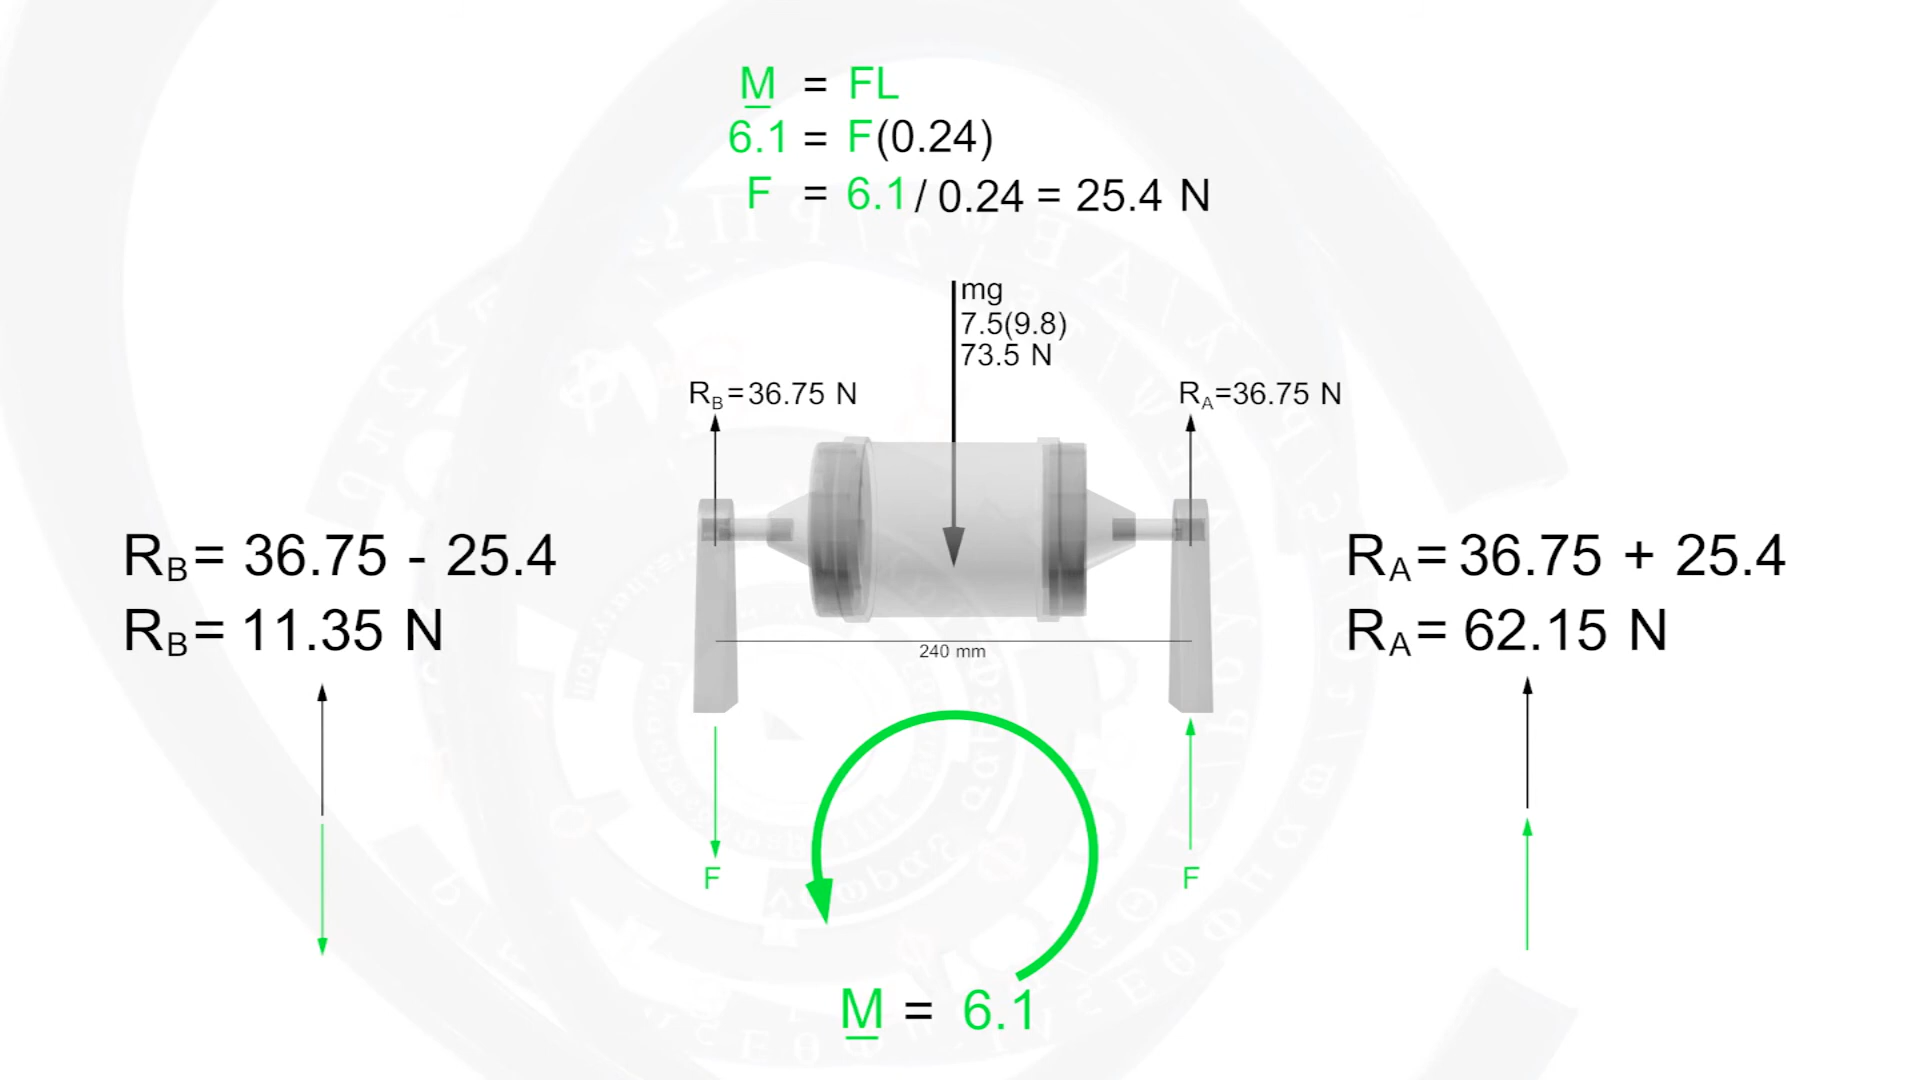 M = FL
6.1 = F(0.24)
F = 6.1 / 0.24 = 25.4 N
mg
7.5(9.8)
73.5 N
RB=36.75 N
RA=36.75 N
RB= 36.75 - 25.4
RB= 11.35 N
RA= 36.75 + 25.4
RA= 62.15 N
240 mm
F
F
M = 6.1